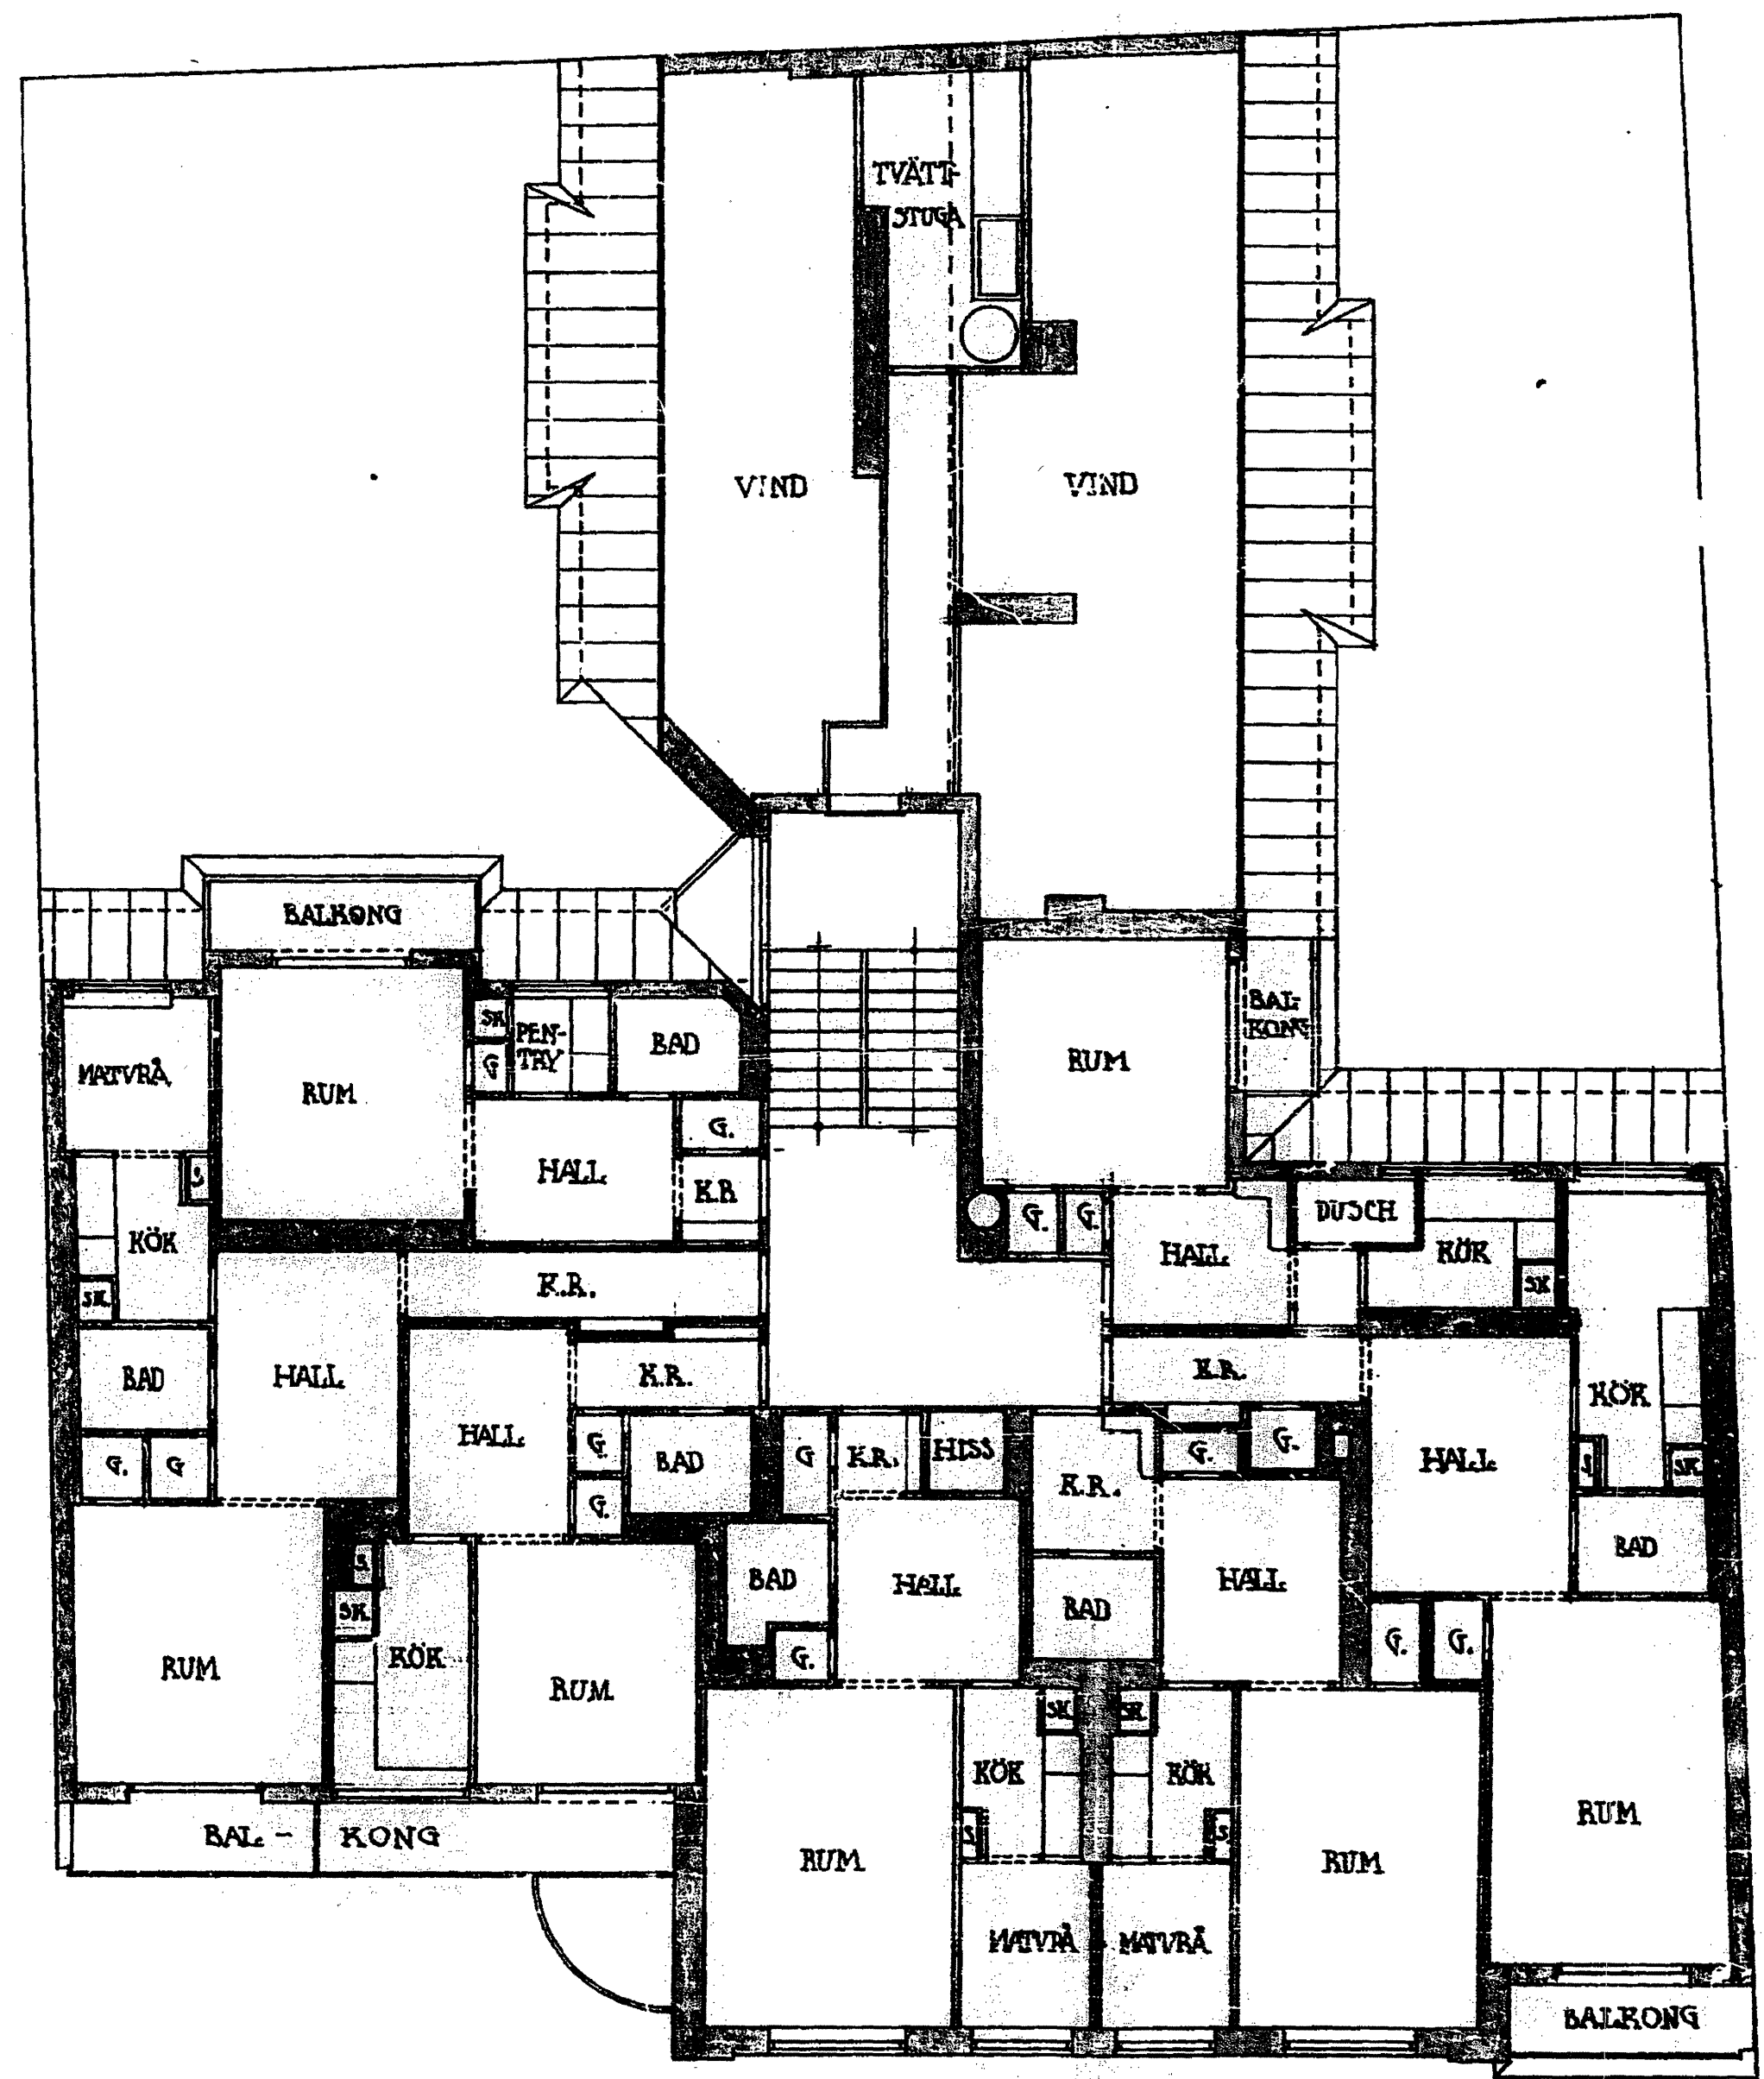 TVÄTT-
STUGA
VIND
VIND
BALKONG
BAL-
KONG
SK
PEN-
TRY
BAD
G
MATVRÅ
RUM
RUM
G.
HALL
K.R.
S
KÖK
SK.
G.
G.
HALL
DUSCH
KÖK
SK
K.R.
BAD
HALL
K.R.
K.R.
KÖK
G.
G
HALL
G.
BAD
G.
G
K.R.
HISS
K.R.
G.
G.
HALL
S
SK
BAD
S
SK
KÖK
RUM
RUM
BAD
G.
HALL
BAD
HALL
G.
G.
SK
SK
KÖK
KÖK
S
S
RUM
BAL-
KONG
RUM
RUM
MATVRÅ
MATVRÅ
BALKONG